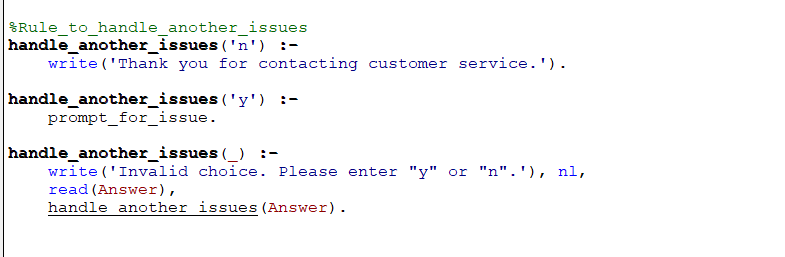 %Rule_to_handle_another_issues
handle_another_issues('n') :-
    write('Thank you for contacting customer service.').
handle_another_issues('y') :-
    prompt_for_issue.
handle_another_issues(_) :-
    write('Invalid choice. Please enter "y" or "n".'), nl,
    read(Answer),
    handle_another_issues(Answer).